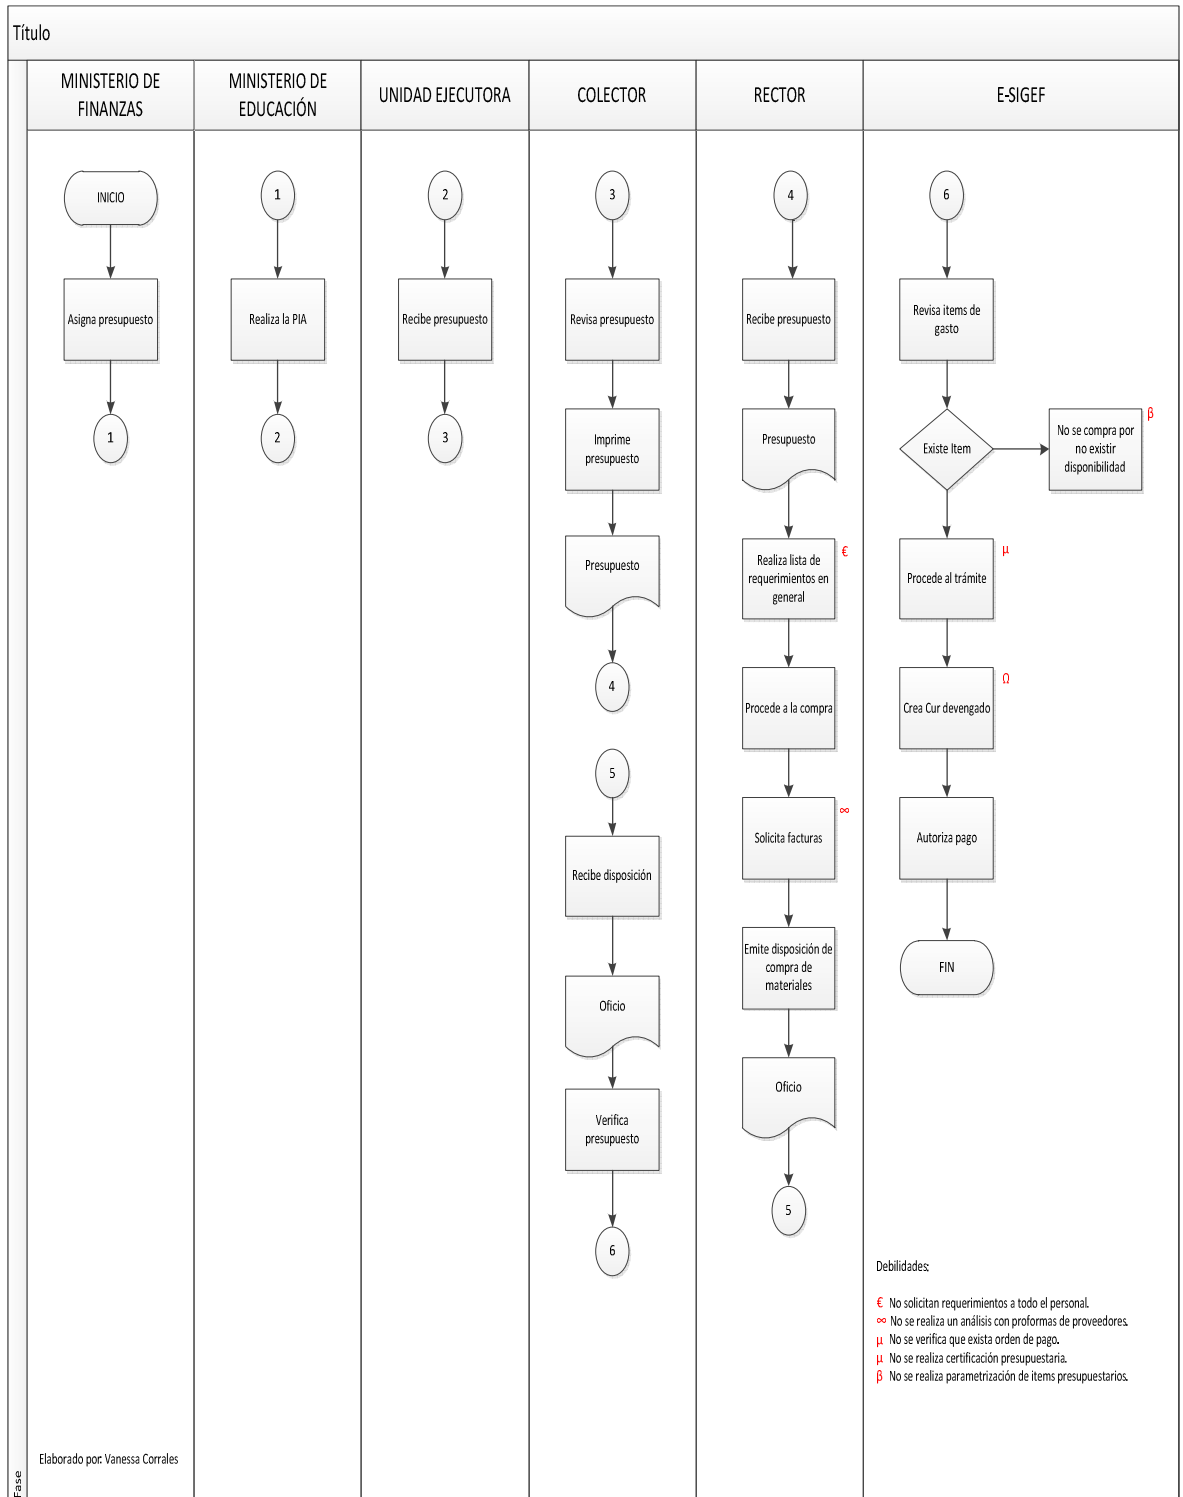 Título
MINISTERIO DE
FINANZAS
MINISTERIO DE
EDUCACIÓN
UNIDAD EJECUTORA
COLECTOR
RECTOR
E-SIGEF
INICIO
Asigna presupuesto
1
1
Realiza la PIA
2
2
Recibe presupuesto
3
3
Revisa presupuesto
Imprime
presupuesto
Presupuesto
4
5
Recibe disposición
Oficio
Verifica
presupuesto
6
4
Recibe presupuesto
Presupuesto
Realiza lista de
requerimientos en
general
€
Procede a la compra
Solicita facturas
∞
Emite disposición de
compra de
materiales
Oficio
5
6
Revisa items de
gasto
Existe Item
No se compra por
no existir
disponibilidad
β
Procede al trámite
μ
Crea Cur devengado
Ω
Autoriza pago
FIN
Debilidades:
€ No solicitan requerimientos a todo el personal.
∞ No se realiza un análisis con proformas de proveedores.
μ No se verifica que exista orden de pago.
μ No se realiza certificación presupuestaria.
β No se realiza parametrización de items presupuestarios.
Elaborado por: Vanessa Corrales
Fase